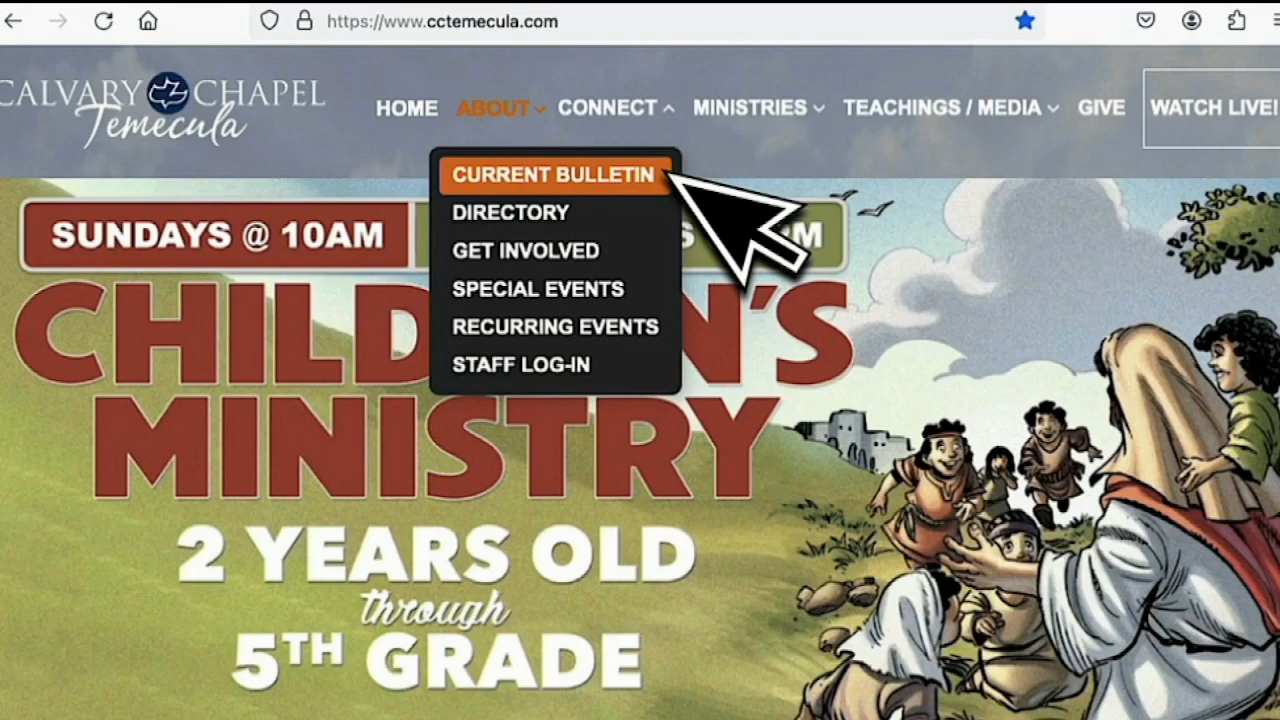 https://www.cctemecula.com
CALVARY CHAPEL
Temecula
HOME ABOUT CONNECT MINISTRIES TEACHINGS / MEDIA GIVE WATCH LIVE!
CURRENT BULLETIN
DIRECTORY
GET INVOLVED
SPECIAL EVENTS
RECURRING EVENTS
STAFF LOG-IN
SUNDAYS @ 10AM
MINISTRY
2 YEARS OLD
through
5TH GRADE